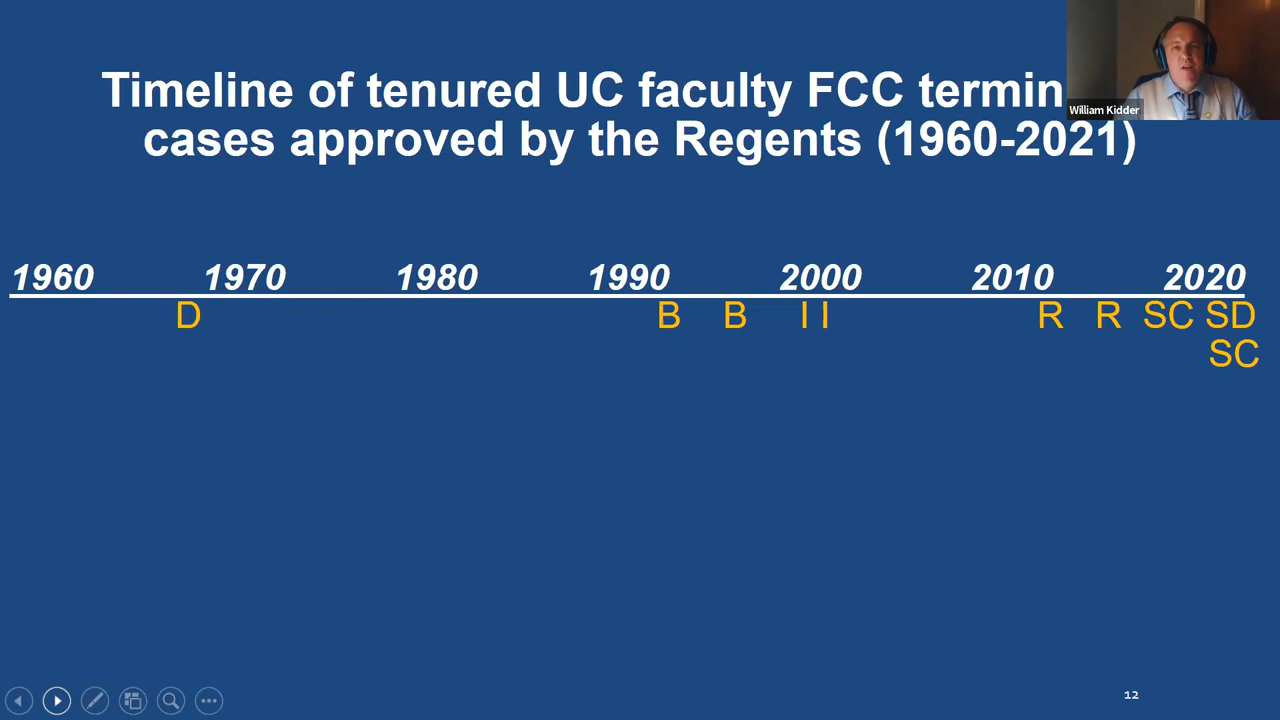 Timeline of tenured UC faculty FCC termin
cases approved by the Regents (1960-2021)
William Kidder
1960 1970 1980 1990 2000 2010 2020
D B B I I R R SC SD
SC
12